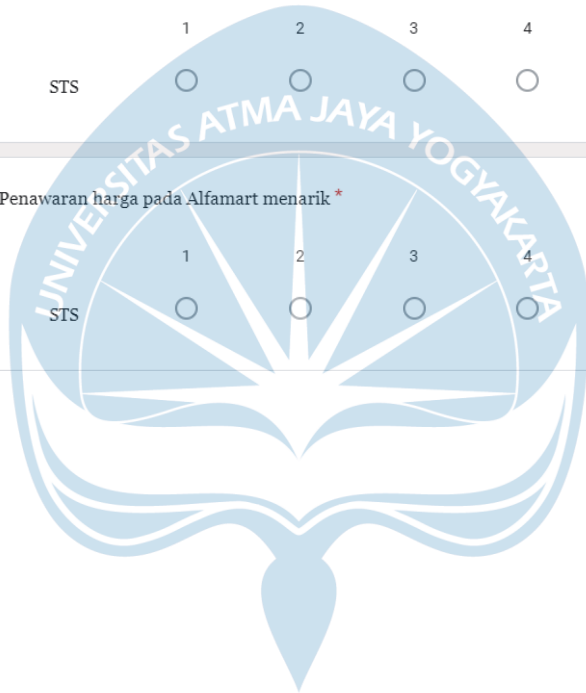 1 2 3 4
STS
UNIVERSITAS ATMA JAYA YOGYAKARTA
Penawaran harga pada Alfamart menarik *
1 2 3 4
STS